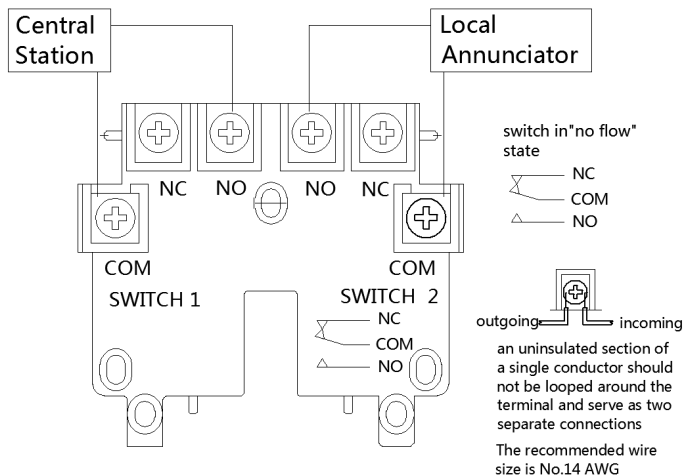 Central
Station
Local
Annunciator
NC
NO
NO
NC
COM
COM
SWITCH 1
SWITCH 2
NC
COM
NO
switch in"no flow"
state
NC
COM
NO
outgoing
incoming
an uninsulated section of
a single conductor should
not be looped around the
terminal and serve as two
separate connections
The recommended wire
size is No.14 AWG